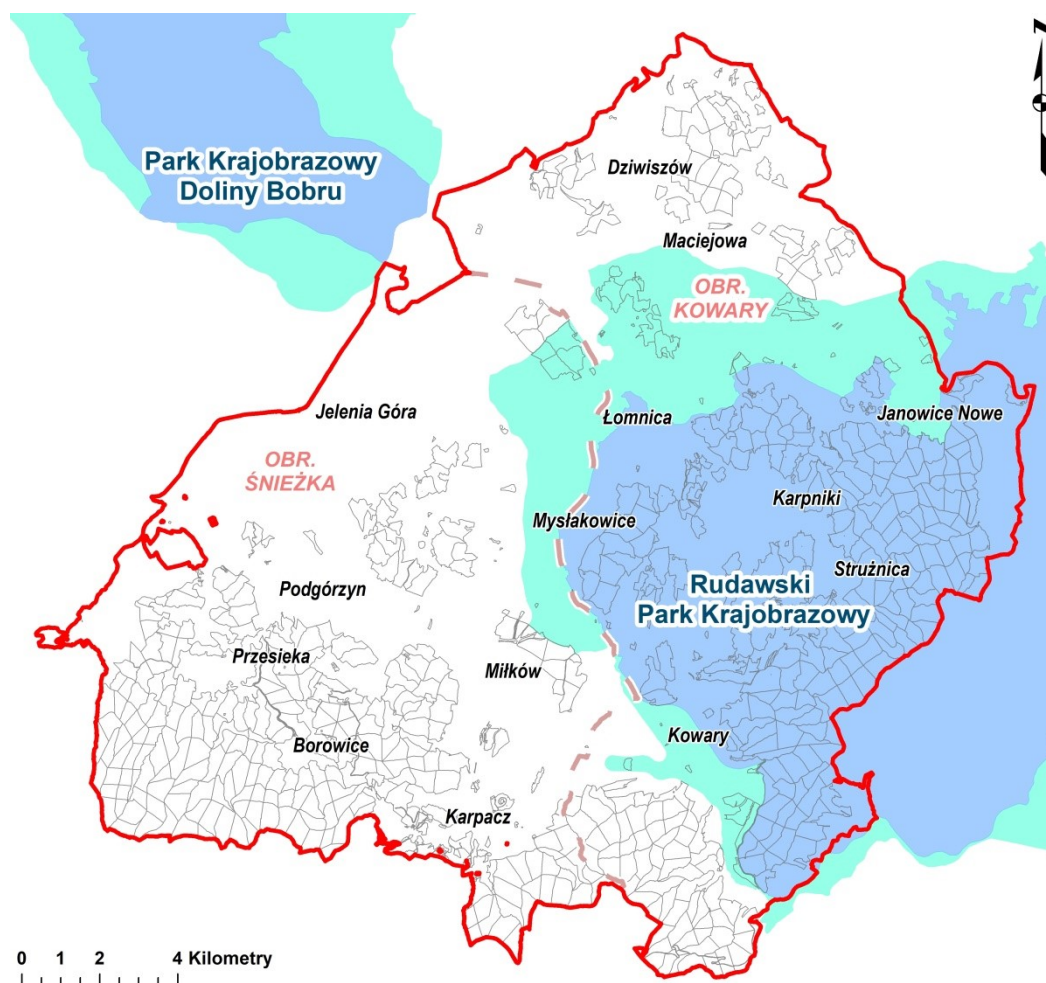 Z
Park Krajobrazowy
Doliny Bobru
Dziwiszów
Maciejowa
OBR.
KOWARY
Jelenia Góra
Łomnica
Janowice Nowe
OBR.
ŚNIEŻKA
Karpniki
Mysłakowice
Strużnica
Podgórzyn
Rudawski
Park Krajobrazowy
Przesieka
Miłków
Borowice
Kowary
Karpacz
0 1 2 4 Kilometry